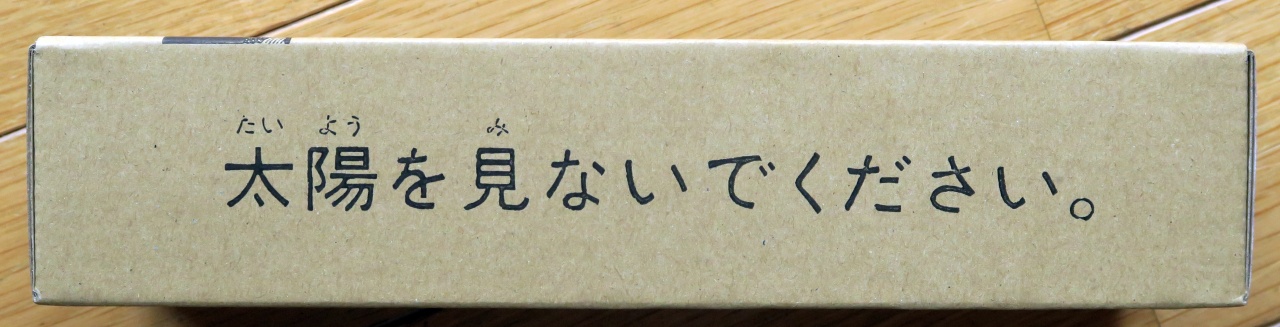 たい よう み
太陽を見ないでください。